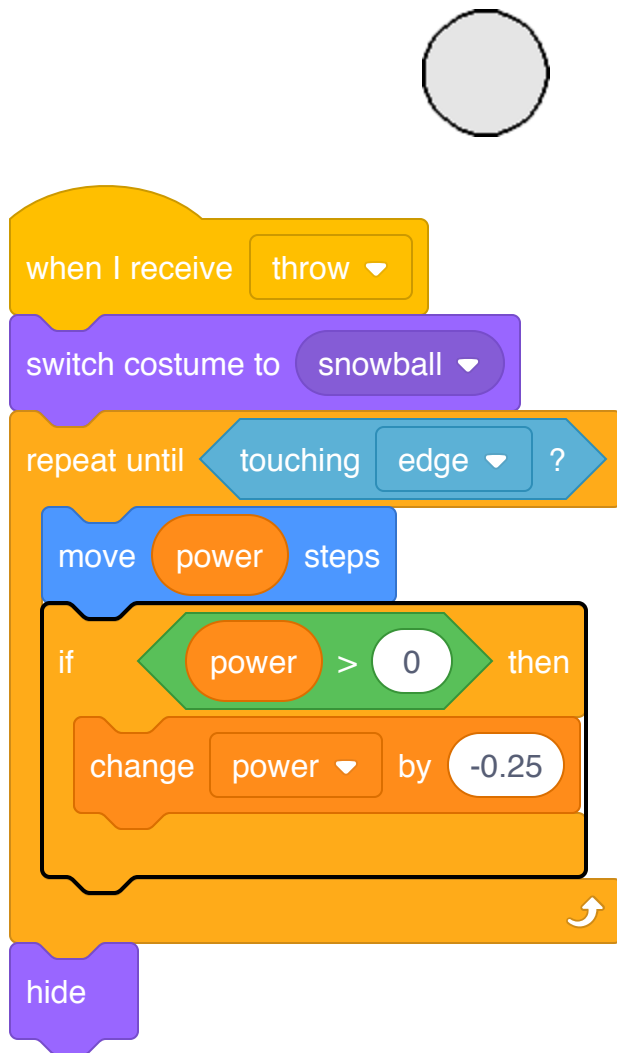 when I receive throw
switch costume to snowball
repeat until touching edge ?
move power steps
if power > 0 then
change power by -0.25
hide